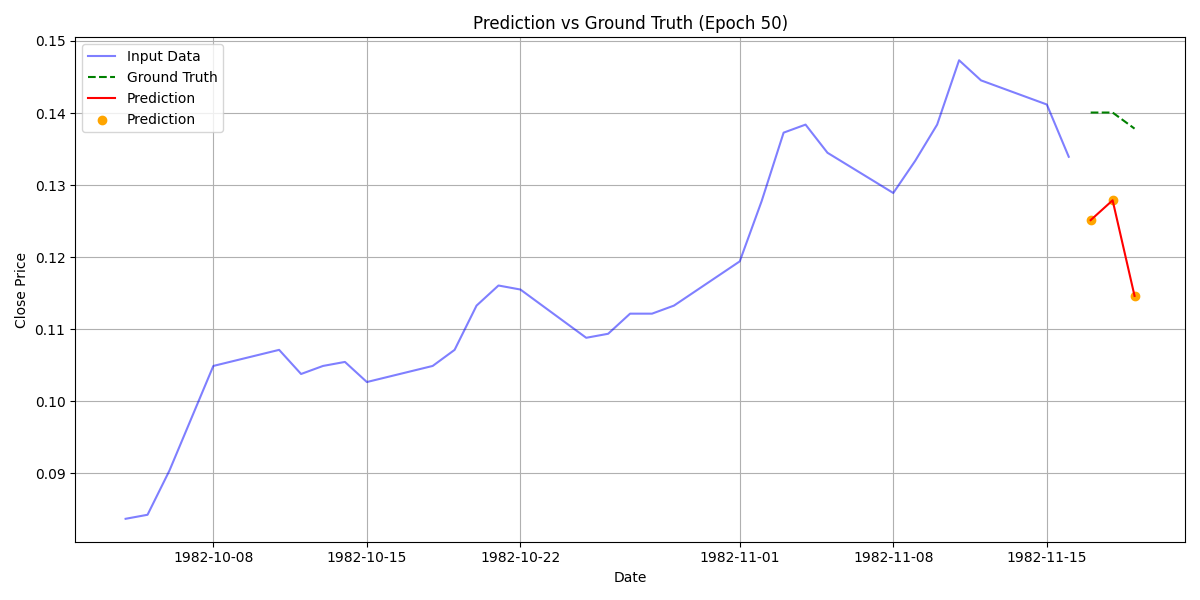 Prediction vs Ground Truth (Epoch 50)
Input Data
Ground Truth
Prediction
Prediction
Close Price
0.15
0.14
0.13
0.12
0.11
0.10
0.09
1982-10-08
1982-10-15
1982-10-22
1982-11-01
1982-11-08
1982-11-15
Date